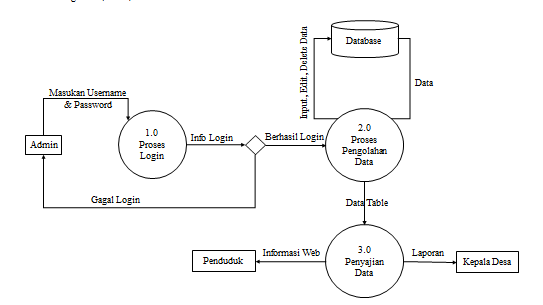 Database
Input, Edit, Delete Data
Data
Masukan Username
& Password
1.0
Proses
Login
Admin
Info Login
Berhasil Login
2.0
Proses
Pengolahan
Data
Gagal Login
Data Table
3.0
Penyajian
Data
Informasi Web
Penduduk
Laporan
Kepala Desa